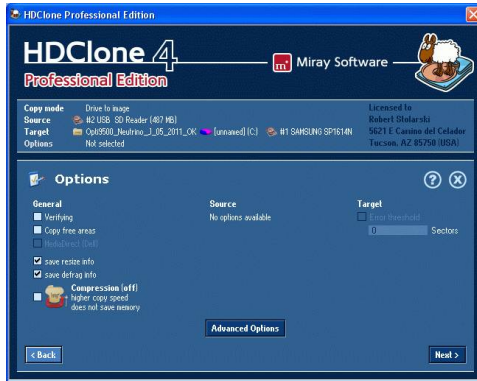 HDClone Professional Edition
HDClone 4
Professional Edition
m Miray Software
Copy mode Drive to image
Source #2 USB SD Reader (487 MB)
Target Opti9500_Neutrino_J_05_2011_OK [unnamed] (C:) #1 SAMSUNG SP1614N
Options Not selected
Licensed to
Robert Stolarski
5621 E Camino del Celador
Tucson, AZ 85750 (USA)
Options
? X
General
Verifying
Copy free areas
MediaDirect (Dell)
save resize info
save defrag info
Compression (off)
higher copy speed
does not save memory
Source
No options available
Target
Error threshold
0 Sectors
Advanced Options
< Back
Next >